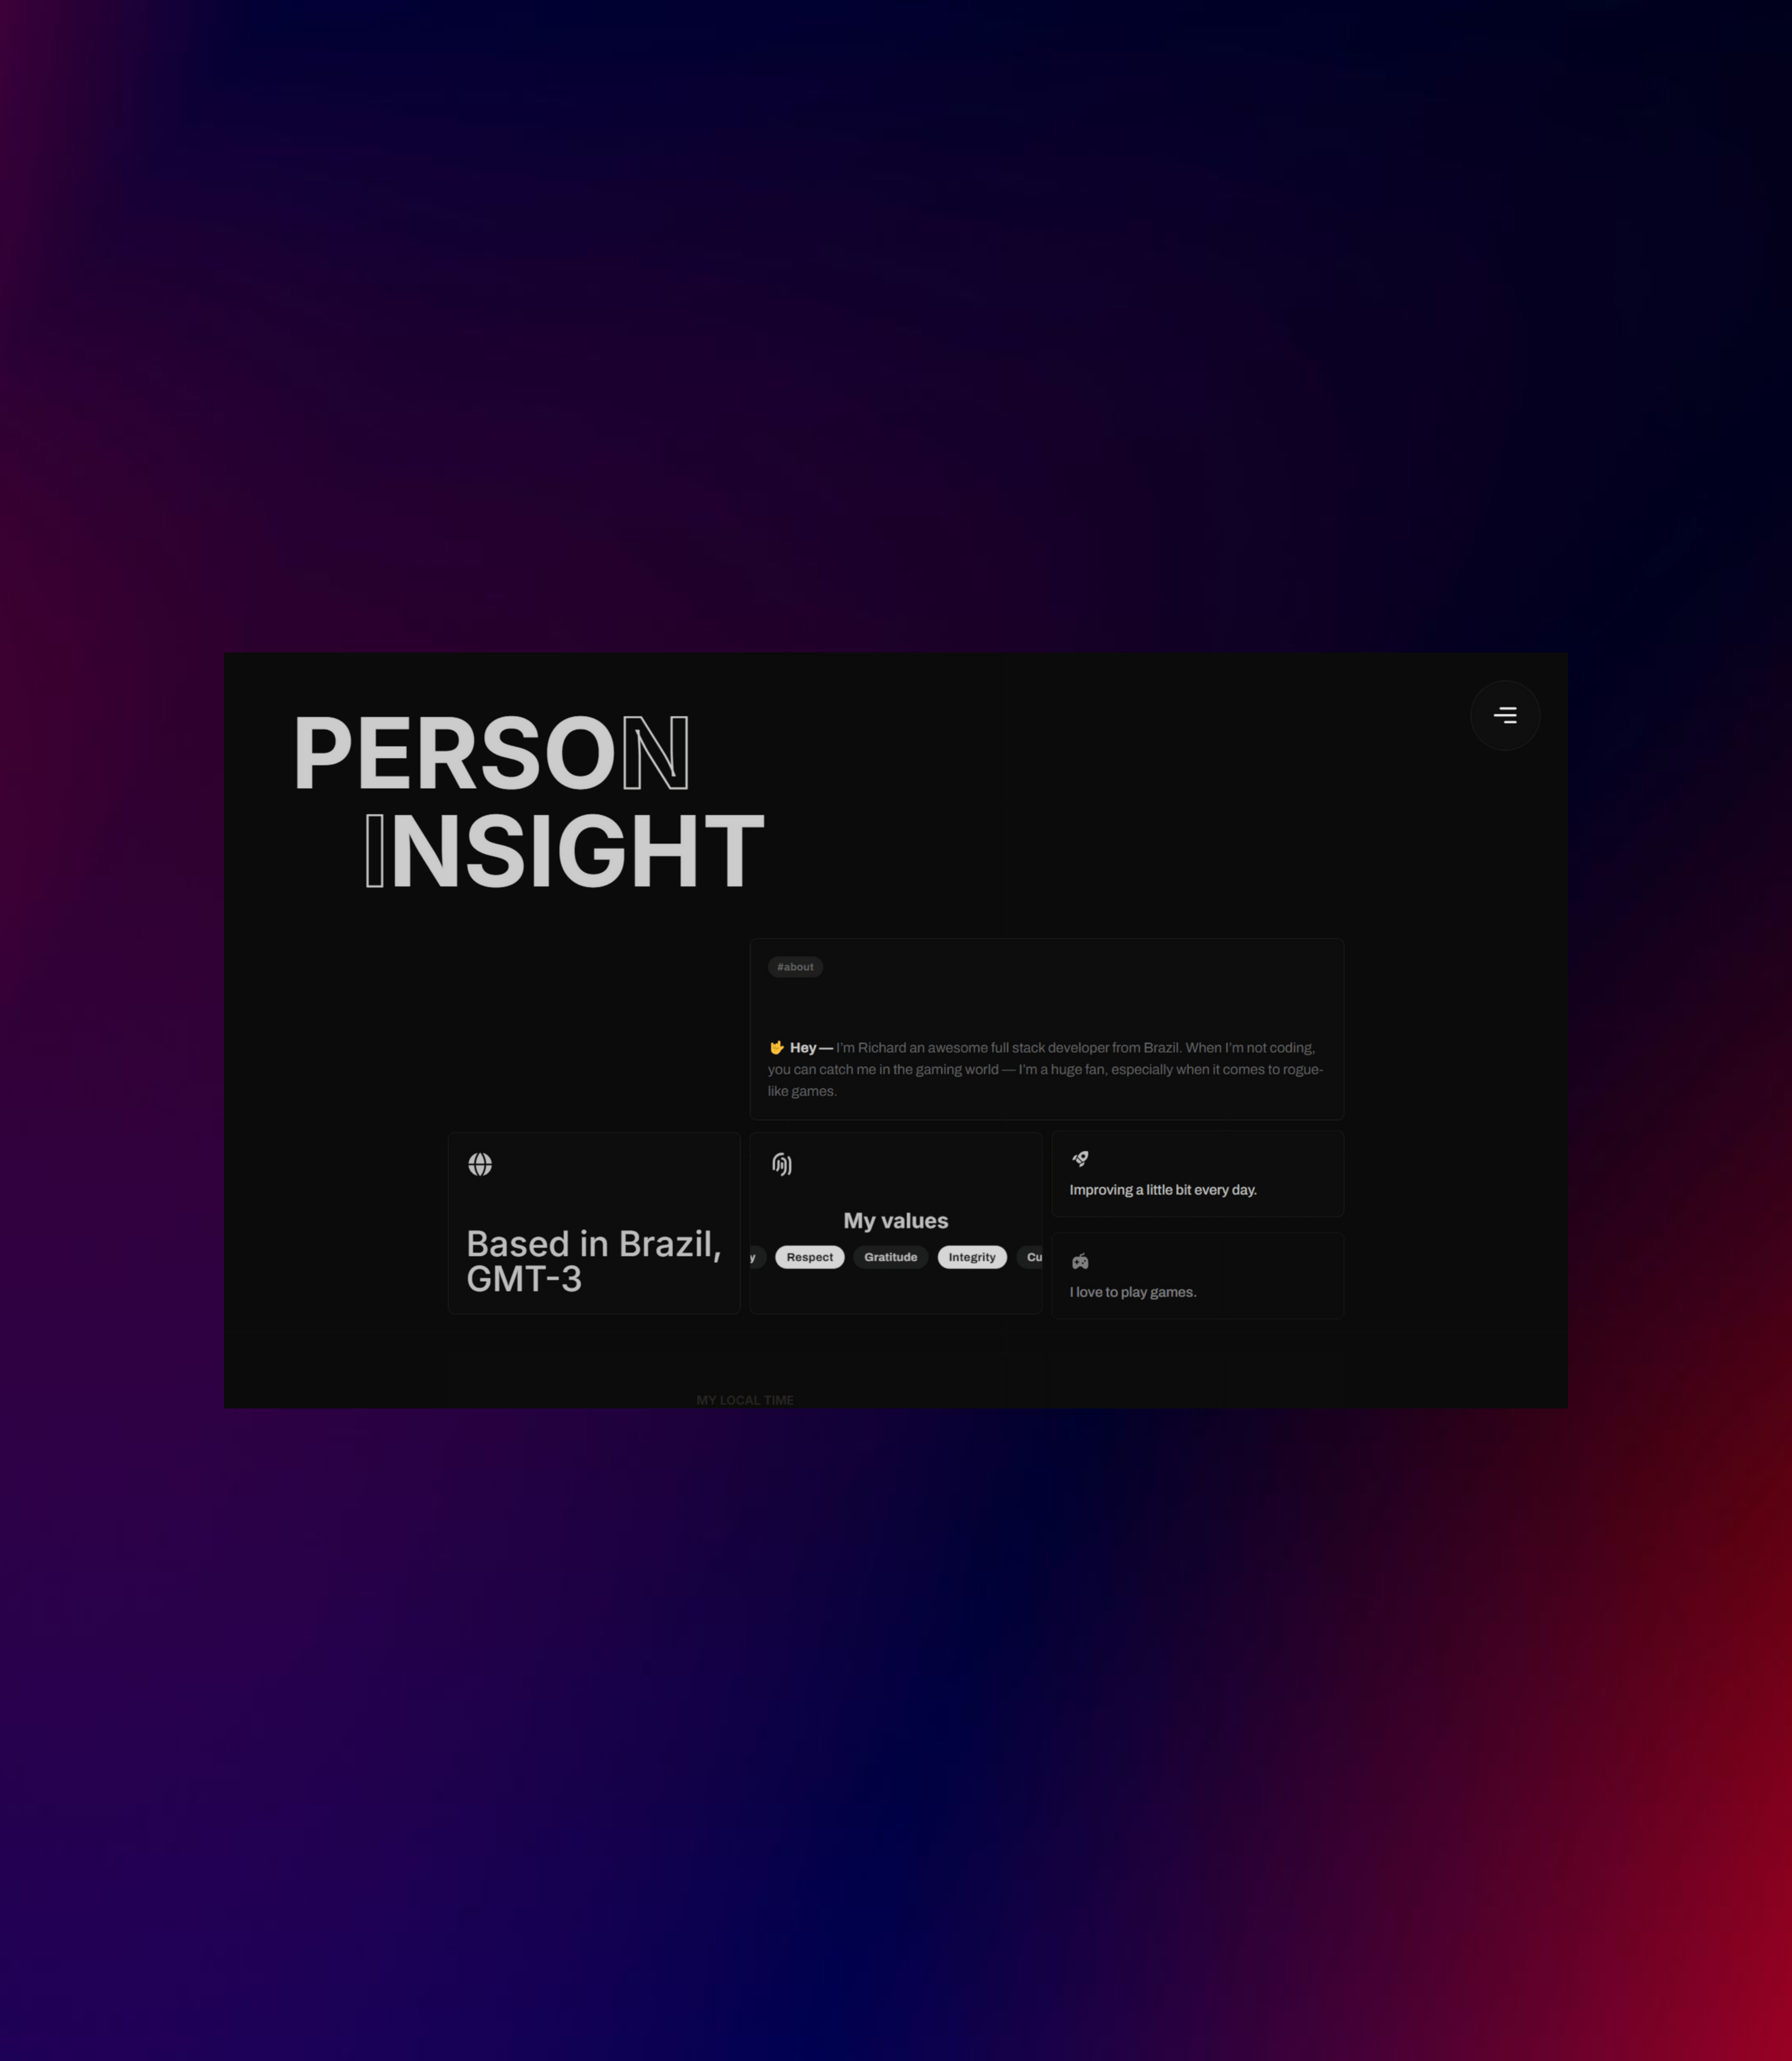 PERSON
INSIGHT
#about
🤟 Hey — I'm Richard an awesome full stack developer from Brazil. When I'm not coding,
you can catch me in the gaming world — I'm a huge fan, especially when it comes to rogue-
like games.
Based in Brazil,
GMT-3
My values
y Respect Gratitude Integrity Cu
Improving a little bit every day.
I love to play games.
MY LOCAL TIME